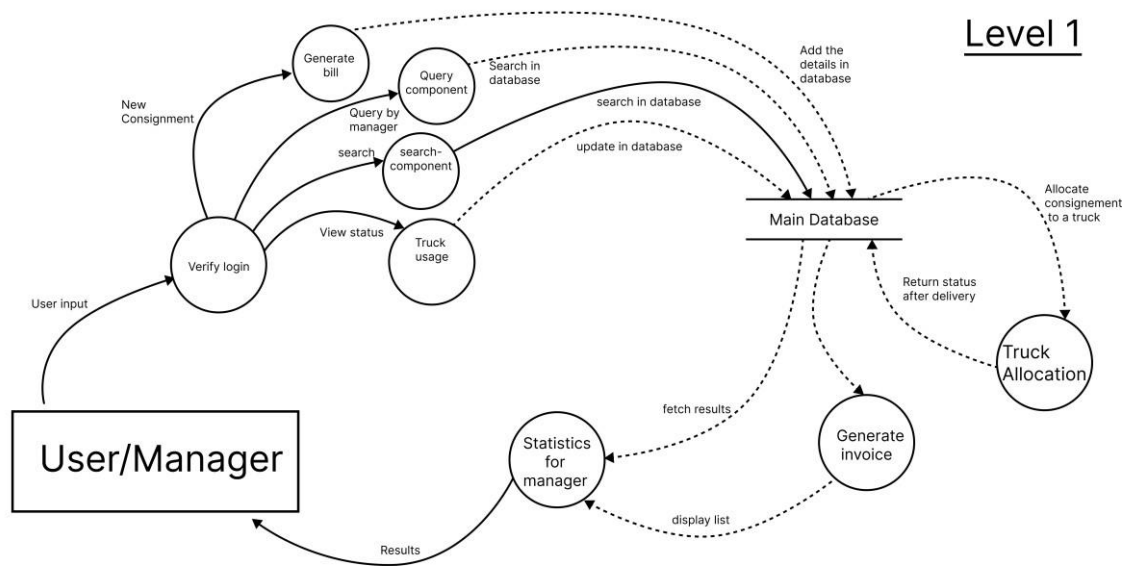 Level 1
Generate
bill
Add the
details in
database
Query
component
Search in
database
New
Consignment
Query by
manager
search in database
search
search-
component
update in database
Main Database
Allocate
consignement
to a truck
View status
Truck
usage
Verify login
User input
Return status
after delivery
Truck
Allocation
fetch results
Generate
invoice
Statistics
for
manager
User/Manager
display list
Results